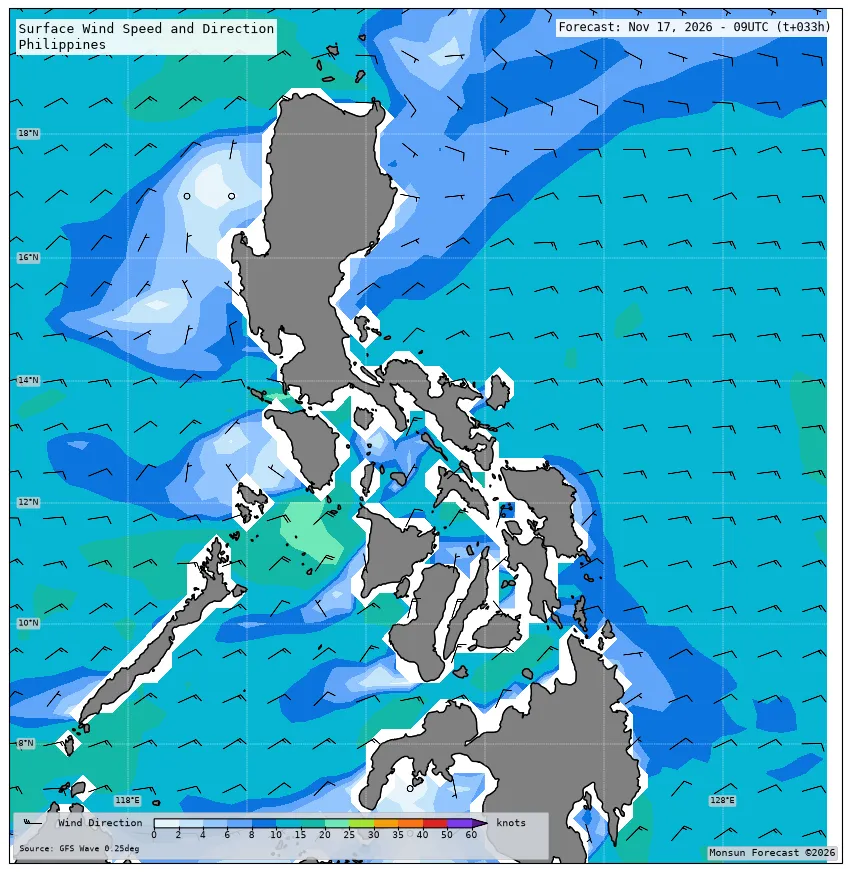 Surface Wind Speed and Direction
Philippines
Forecast: Nov 17, 2026 - 09UTC (t+033h)
18°N
16°N
14°N
12°N
10°N
8°N
118°E
128°E
Wind Direction
knots
0 2 4 6 8 10 15 20 25 30 35 40 50 60
Source: GFS Wave 0.25deg
Monsun Forecast ©2026